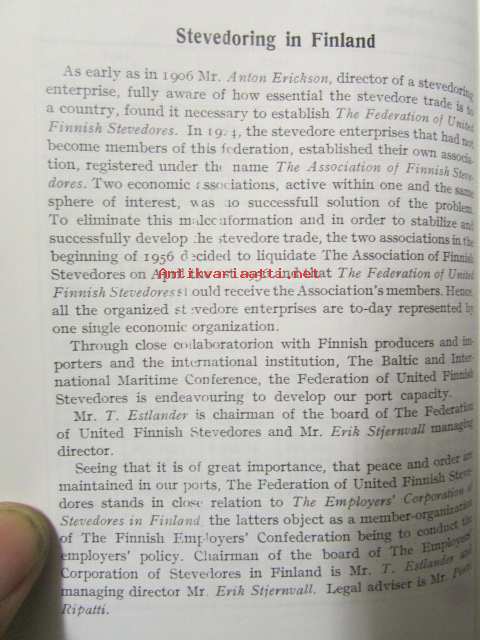 Stevedoring in Finland
As early as in 1906 Mr. Anton Erickson, director of a stevedoring
enterprise, fully aware of how essential the stevedore trade is to
a country, found it necessary to establish The Federation of United
Finnish Stevedores. In the stevedore enterprises that had not
become members of this federation, established their own associa-
tion, registered under the name The Association of Finnish Steve-
dores. Two economic associations, active within one and the same
sphere of interest, was no successfull solution of the problem.
To eliminate this and in order to stabilize and
successfully develop the stevedore trade, the two associations in the
beginning of 1956 decided to liquidate The Association of Finnish
Stevedores on that The Federation of United
Antikvariaatti.net
Finnish Stevedores should receive the Association's members. Hence
all the organized stevedore enterprises are to-day represented by
one single economic organization.
Through close collaboratorion with Finnish producers and im-
porters and the international institution, The Baltic and Inter-
national Maritime Conference, the Federation of United Finnish
Stevedores is endeavouring to develop our port capacity.
Mr. T. Estlander is chairman of the board of The Federation
of United Finnish Stevedores and Mr. Erik Stjernvall managing
director.
Seeing that it is of great importance, that peace and order are
maintained in our ports, The Federation of United Finnish Steve-
dores stands in close relation to The Employers' Corporation of
Stevedores in Finland, the latters object as a member-organization
of The Finnish Employers' Confederation being to conduct the
employers' policy. Chairman of the board of The Employers'
Corporation of Stevedores in Finland is Mr. T. Estlander and
managing director Mr. Erik Stjernvall. Legal adviser is Mr.
Ripatti.